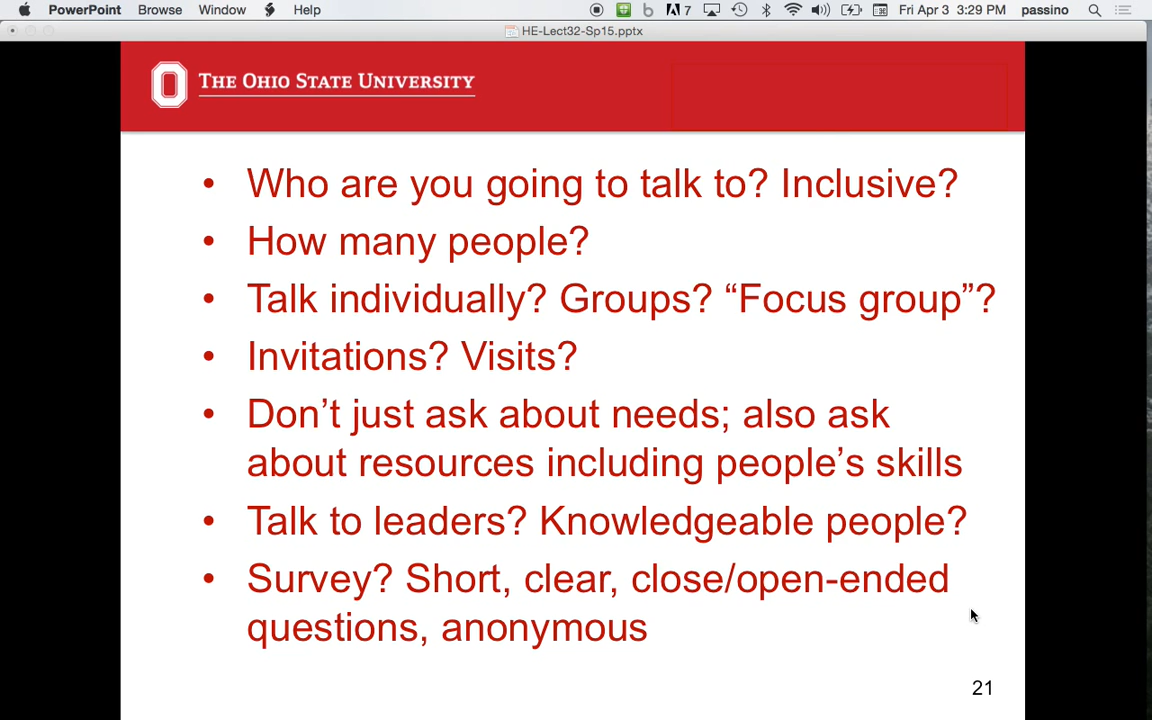 PowerPoint Browse Window Help 7 Fri Apr 3 3:29 PM passino
HE-Lect32-Sp15.pptx
THE OHIO STATE UNIVERSITY
• Who are you going to talk to? Inclusive?
• How many people?
• Talk individually? Groups? “Focus group”?
• Invitations? Visits?
• Don’t just ask about needs; also ask
about resources including people’s skills
• Talk to leaders? Knowledgeable people?
• Survey? Short, clear, close/open-ended
questions, anonymous
21